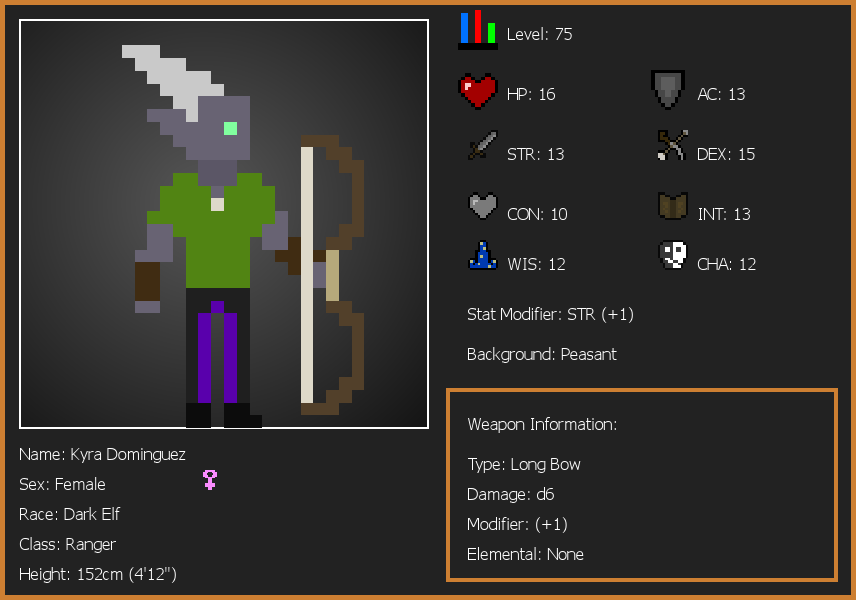 Level: 75
HP: 16
AC: 13
STR: 13
DEX: 15
CON: 10
INT: 13
WIS: 12
CHA: 12
Stat Modifier: STR (+1)
Background: Peasant
Weapon Information:
Type: Long Bow
Damage: d6
Modifier: (+1)
Elemental: None
Name: Kyra Dominguez
Sex: Female
Race: Dark Elf
Class: Ranger
Height: 152cm (4'12")